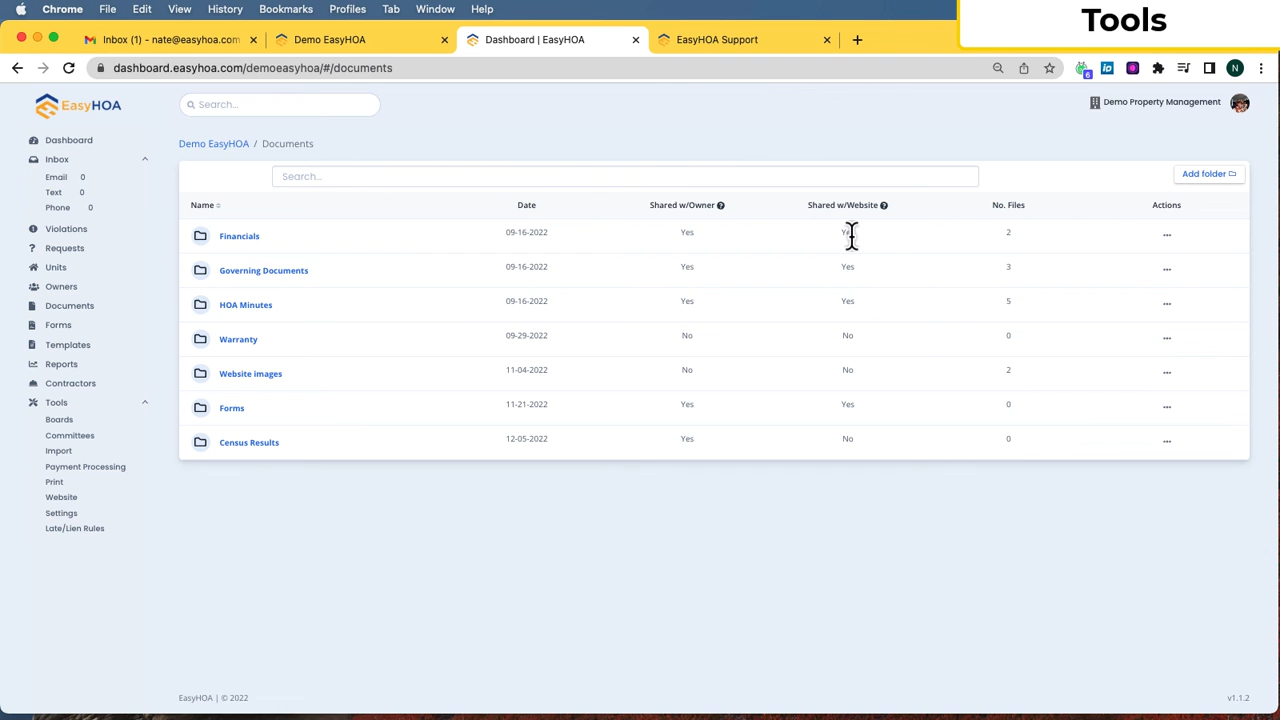 Chrome File Edit View History Bookmarks Profiles Tab Window Help
Tools
Inbox (1) - nate@easyhoa.com
Demo EasyHOA
Dashboard | EasyHOA
EasyHOA Support
dashboard.easyhoa.com/demoeasyhoa/#/documents
6
N
EasyHOA
Search...
Demo Property Management
Dashboard
Inbox
Email 0
Text 0
Phone 0
Violations
Requests
Units
Owners
Documents
Forms
Templates
Reports
Contractors
Tools
Boards
Committees
Import
Payment Processing
Print
Website
Settings
Late/Lien Rules
Demo EasyHOA / Documents
Search...
Add folder
Name Date Shared w/Owner Shared w/Website No. Files Actions
Financials 09-16-2022 Yes Yes 2 ...
Governing Documents 09-16-2022 Yes Yes 3 ...
HOA Minutes 09-16-2022 Yes Yes 5 ...
Warranty 09-29-2022 No No 0 ...
Website images 11-04-2022 No No 2 ...
Forms 11-21-2022 Yes Yes 0 ...
Census Results 12-05-2022 Yes No 0 ...
EasyHOA | © 2022
v1.1.2